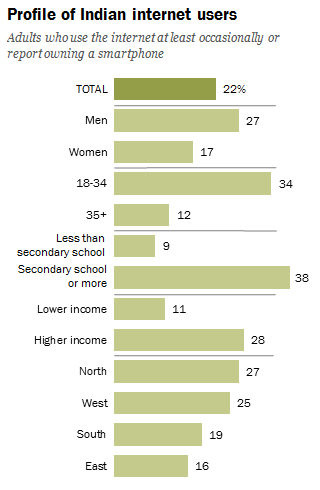 Profile of Indian internet users
Adults who use the internet at least occasionally or
report owning a smartphone
TOTAL 22%
Men 27
Women 17
18-34 34
35+ 12
Less than
secondary school 9
Secondary school
or more 38
Lower income 11
Higher income 28
North 27
West 25
South 19
East 16